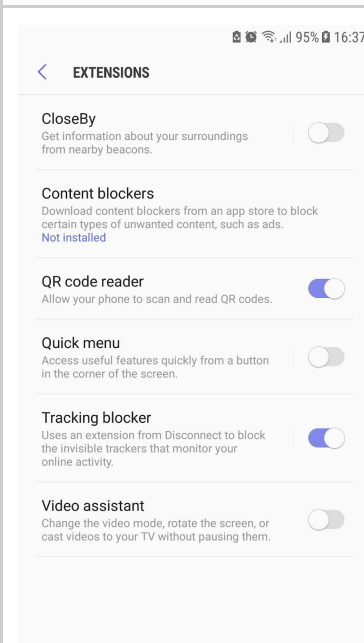 95% 16:37
EXTENSIONS
CloseBy
Get information about your surroundings
from nearby beacons.
Content blockers
Download content blockers from an app store to block
certain types of unwanted content, such as ads.
Not installed
QR code reader
Allow your phone to scan and read QR codes.
Quick menu
Access useful features quickly from a button
in the corner of the screen.
Tracking blocker
Uses an extension from Disconnect to block
the invisible trackers that monitor your
online activity.
Video assistant
Change the video mode, rotate the screen, or
cast videos to your TV without pausing them.